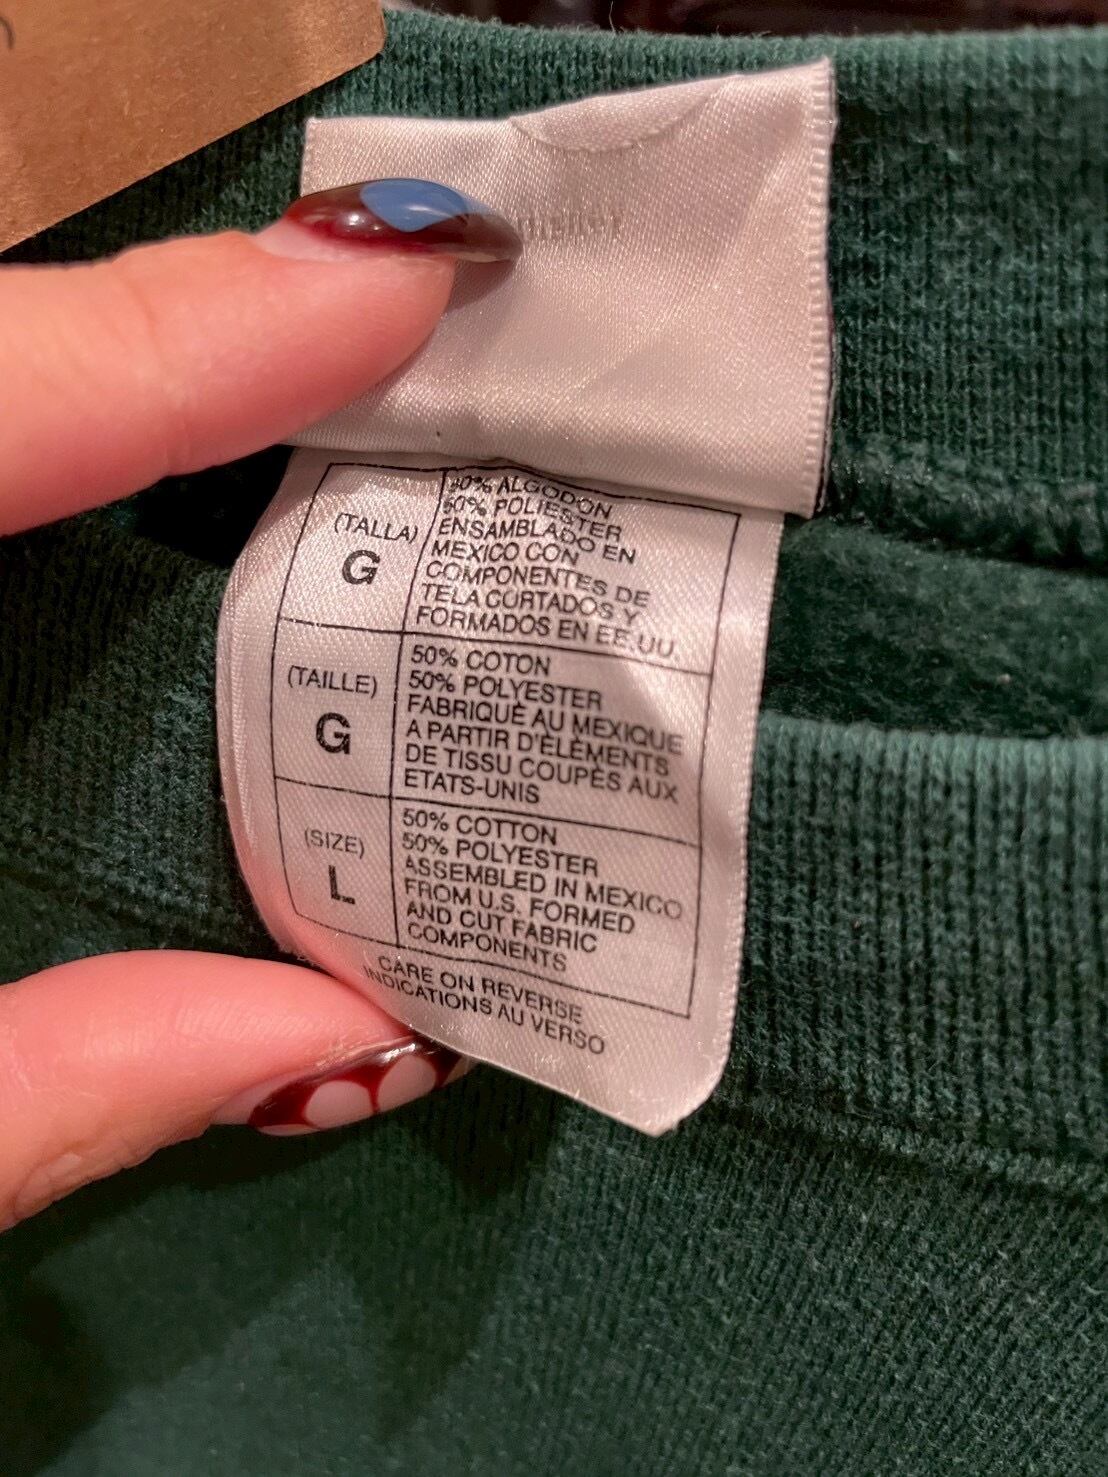 (TALLA)
G
50% ALGODON
50% POLIESTER
ENSAMBLADO EN
MEXICO CON
COMPONENTES DE
TELA CORTADOS Y
FORMADOS EN EE.UU.
(TAILLE)
G
50% COTON
50% POLYESTER
FABRIQUÉ AU MEXIQUE
A PARTIR D'ÉLÉMENTS
DE TISSU COUPÉS AUX
ETATS-UNIS
(SIZE)
L
50% COTTON
50% POLYESTER
ASSEMBLED IN MEXICO
FROM U.S. FORMED
AND CUT FABRIC
COMPONENTS
CARE ON REVERSE
INDICATIONS AU VERSO